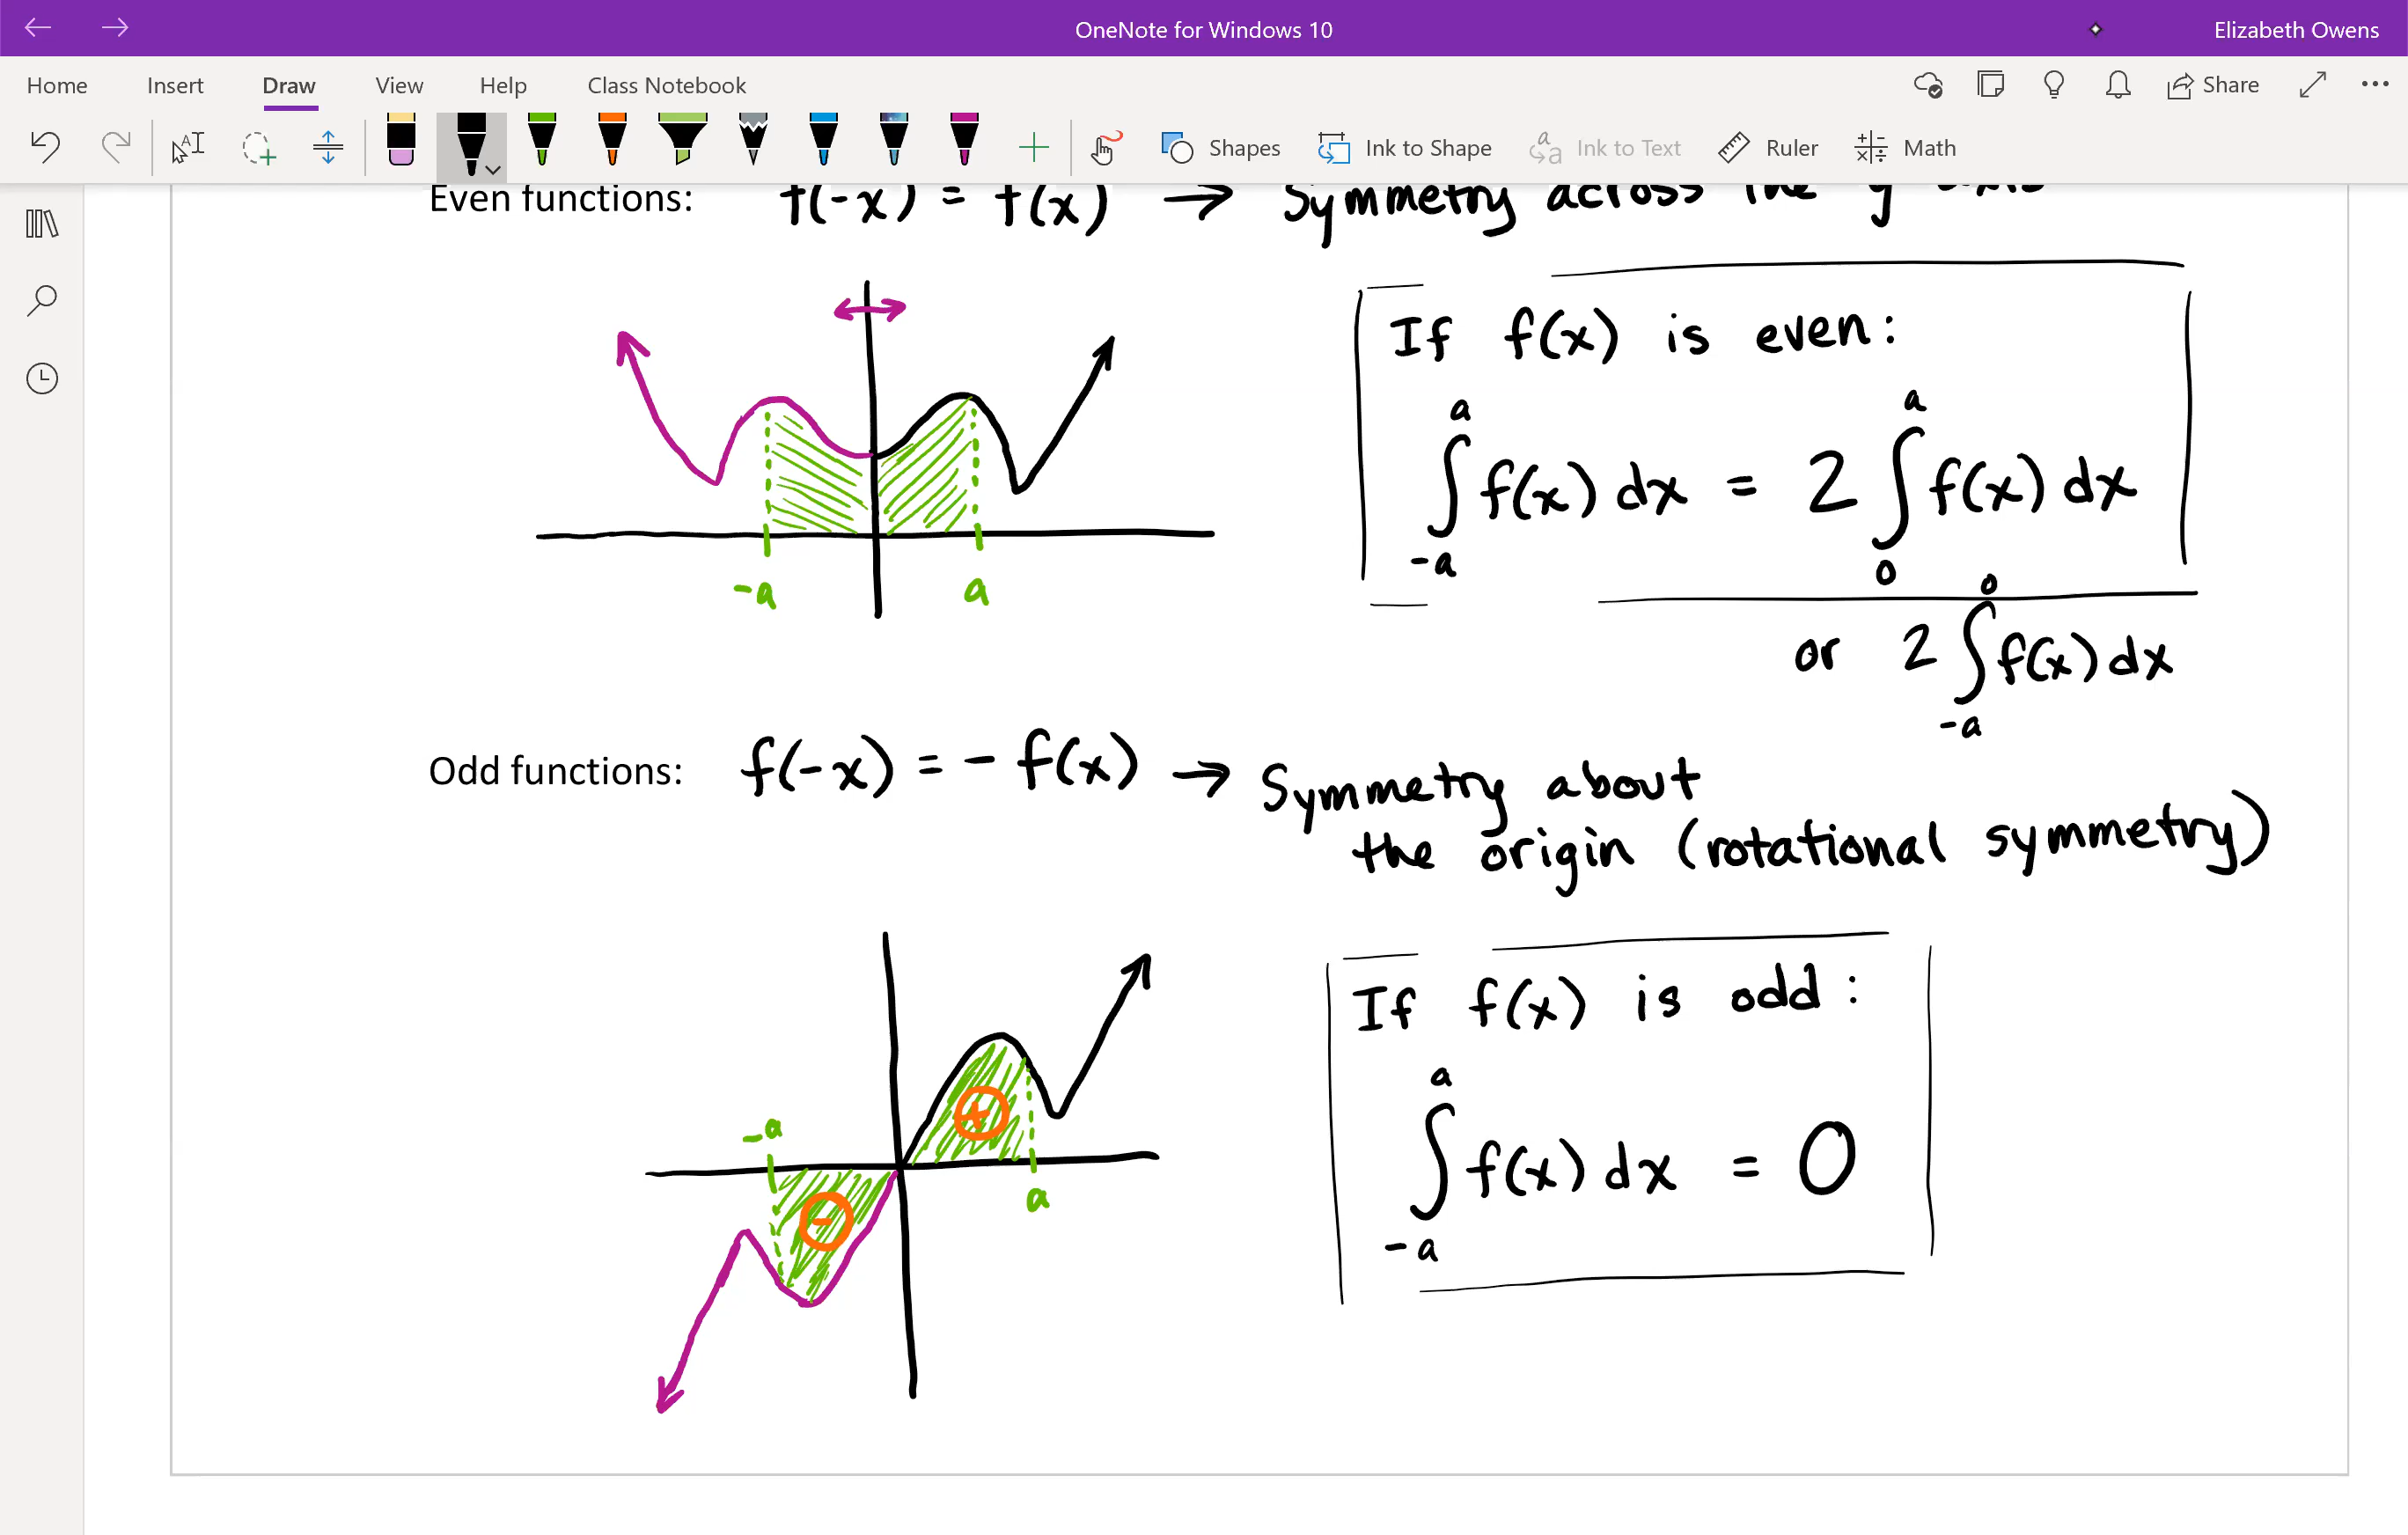 OneNote for Windows 10
Elizabeth Owens
Home Insert Draw View Help Class Notebook
Share
Shapes Ink to Shape Ink to Text Ruler Math
Even functions: f(-x) = f(x) → Symmetry across the y-axis
If f(x) is even:
∫_{-a}^{a} f(x) dx = 2 ∫_{0}^{a} f(x) dx
-a a
or 2 ∫_{-a}^{0} f(x) dx
Odd functions: f(-x) = - f(x) → Symmetry about
the origin (rotational symmetry)
If f(x) is odd:
∫_{-a}^{a} f(x) dx = 0
+
-a
a
-